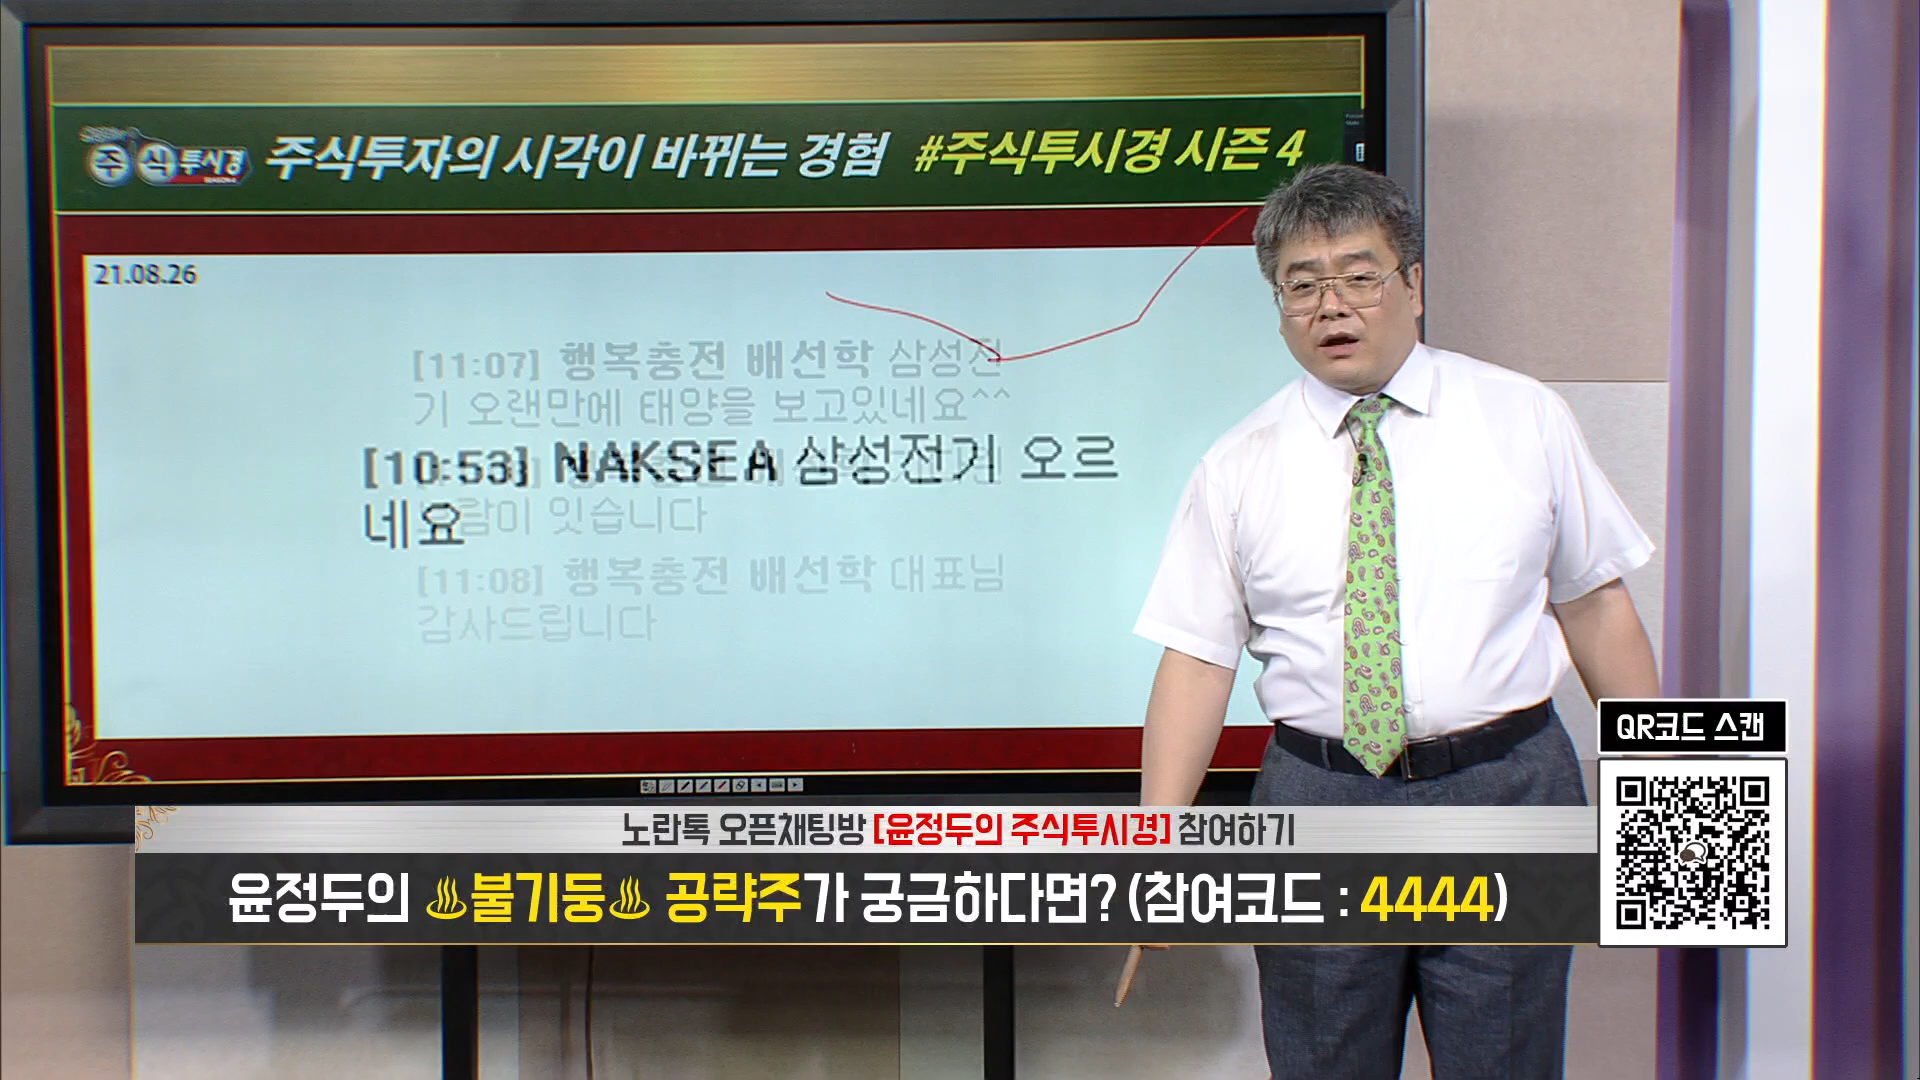 주식투시경 주식투자의 시각이 바뀌는 경험 #주식투시경 시즌 4
21.08.26
[11:07] 행복충전 배선학 삼성전
기 오랜만에 태양을 보고있네요^^
[10:53] NAKSEA 삼성전기 오르
네요
람이 잇습니다
[11:08] 행복충전 배선학 대표님
감사드립니다
QR코드 스캔
노란톡 오픈채팅방 [윤정두의 주식투시경] 참여하기
윤정두의 ♨불기둥♨ 공략주가 궁금하다면? (참여코드 : 4444)